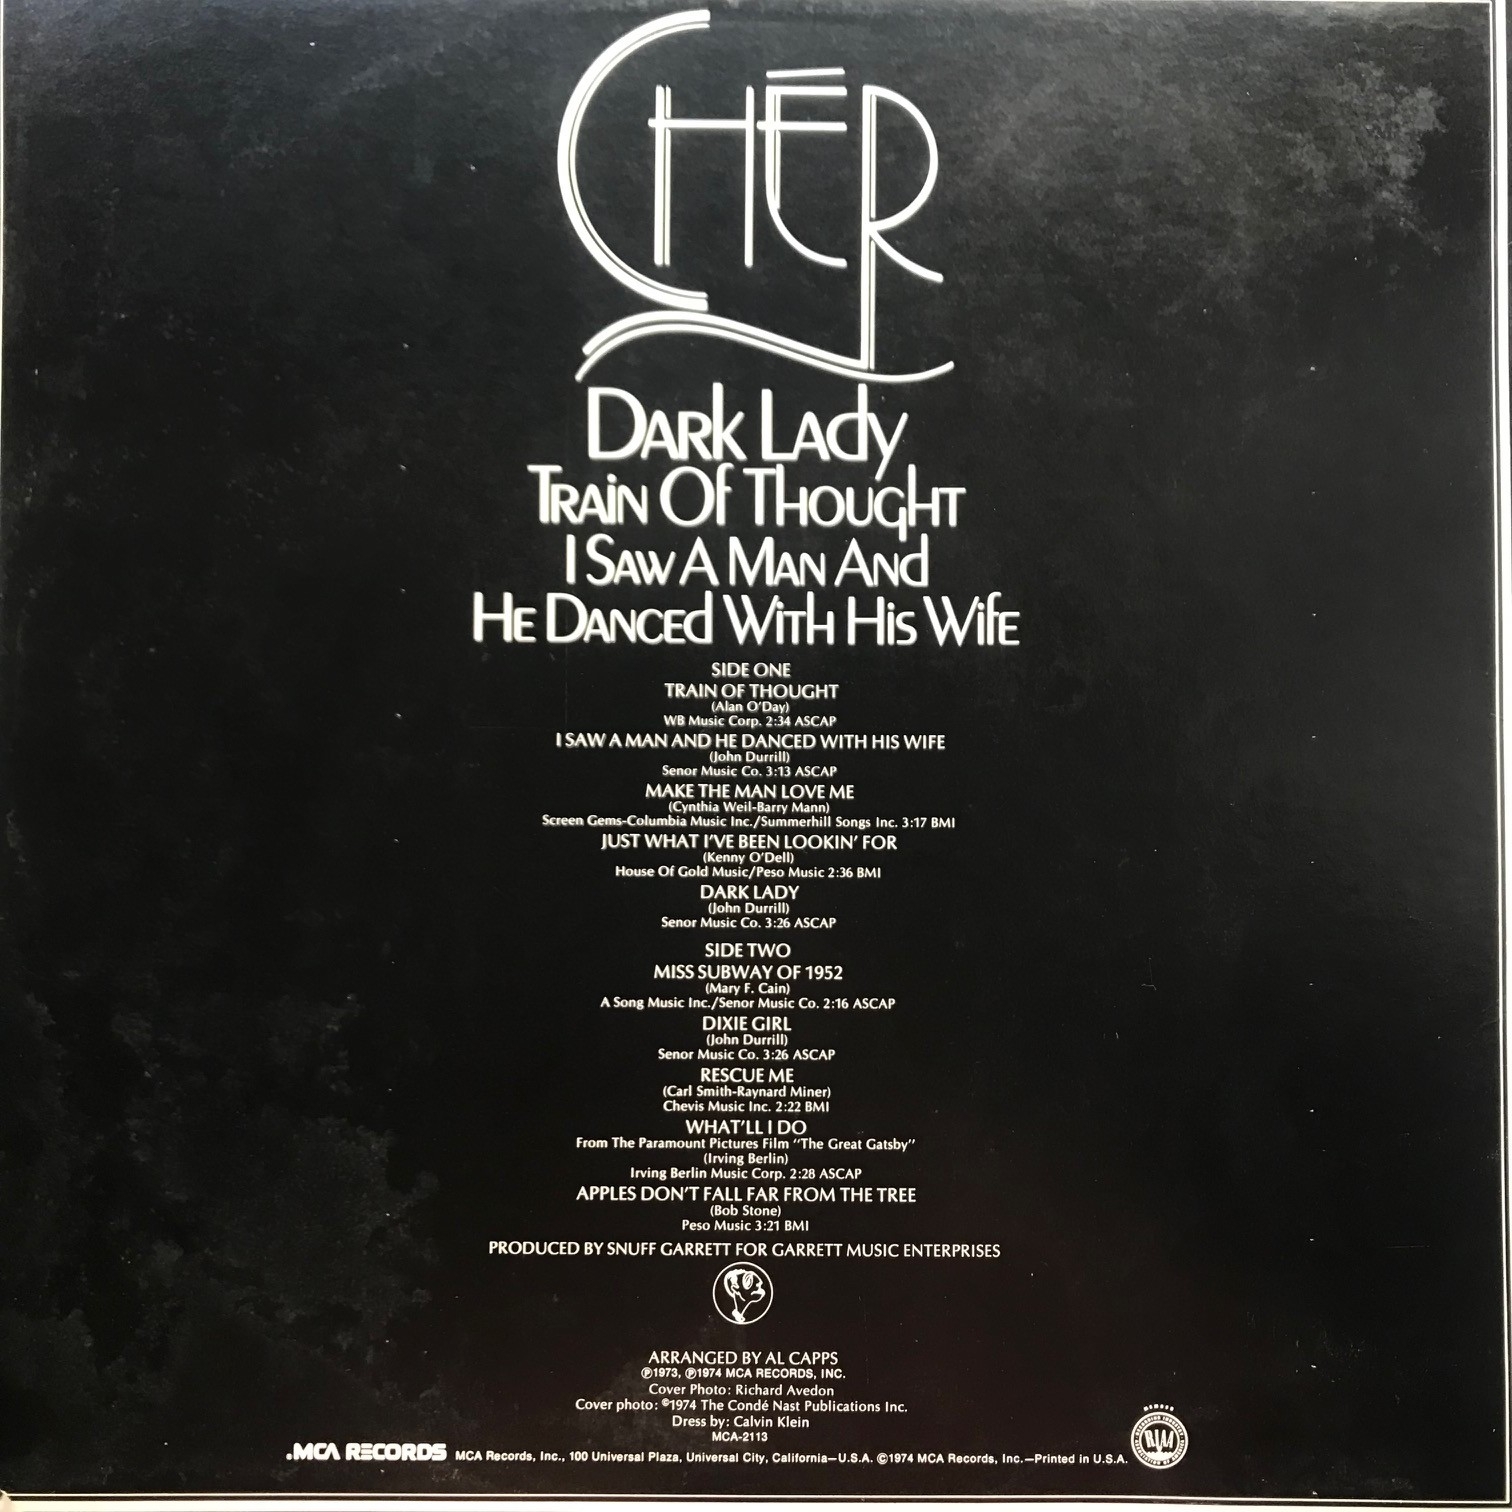 CHÉR
DARK LADY
TRAIN OF THOUGHT
I SAW A MAN AND
HE DANCED WITH HIS WIFE
SIDE ONE
TRAIN OF THOUGHT
(Alan O'Day)
WB Music Corp. 2:34 ASCAP
I SAW A MAN AND HE DANCED WITH HIS WIFE
(John Durrill)
Senor Music Co. 3:13 ASCAP
MAKE THE MAN LOVE ME
(Cynthia Weil-Barry Mann)
Screen Gems-Columbia Music Inc./Summerhill Songs Inc. 3:17 BMI
JUST WHAT I'VE BEEN LOOKIN' FOR
(Kenny O'Dell)
House Of Gold Music/Peso Music 2:36 BMI
DARK LADY
(John Durrill)
Senor Music Co. 3:26 ASCAP
SIDE TWO
MISS SUBWAY OF 1952
(Mary F. Cain)
A Song Music Inc./Senor Music Co. 2:16 ASCAP
DIXIE GIRL
(John Durrill)
Senor Music Co. 3:26 ASCAP
RESCUE ME
(Carl Smith-Raynard Miner)
Chevis Music Inc. 2:22 BMI
WHAT'LL I DO
From The Paramount Pictures Film "The Great Gatsby"
(Irving Berlin)
Irving Berlin Music Corp. 2:28 ASCAP
APPLES DON'T FALL FAR FROM THE TREE
(Bob Stone)
Peso Music 3:21 BMI
PRODUCED BY SNUFF GARRETT FOR GARRETT MUSIC ENTERPRISES
ARRANGED BY AL CAPPS
℗1973, ℗1974 MCA RECORDS, INC.
Cover Photo: Richard Avedon
Cover photo: ©1974 The Condé Nast Publications Inc.
Dress by: Calvin Klein
MCA-2113
.MCA RECORDS MCA Records, Inc., 100 Universal Plaza, Universal City, California—U.S.A. ©1974 MCA Records, Inc.—Printed in U.S.A.
MEMBER
RIAA